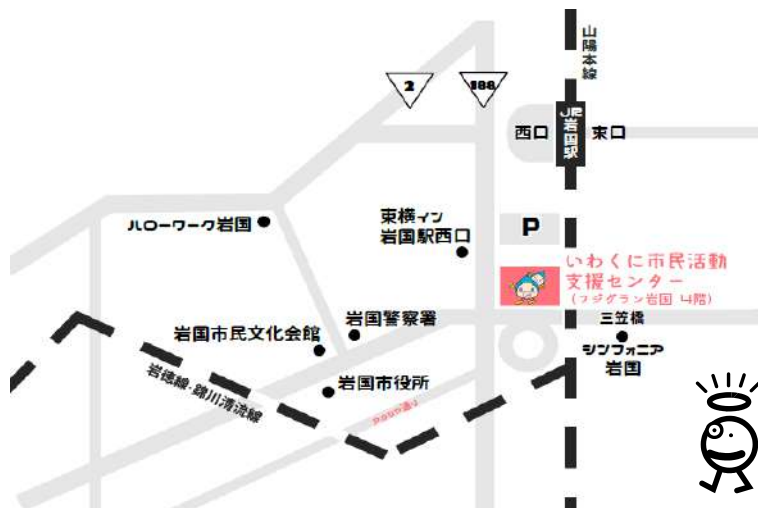 山陽本線
2
188
JR岩国駅
西口
東口
ハローワーク岩国
東横イン
岩国駅西口
P
いわくに市民活動
支援センター
(フジグラン岩国 4階)
三笠橋
シンフォニア
岩国
岩国警察署
岩国市民文化会館
岩国市役所
岩徳線・錦川清流線